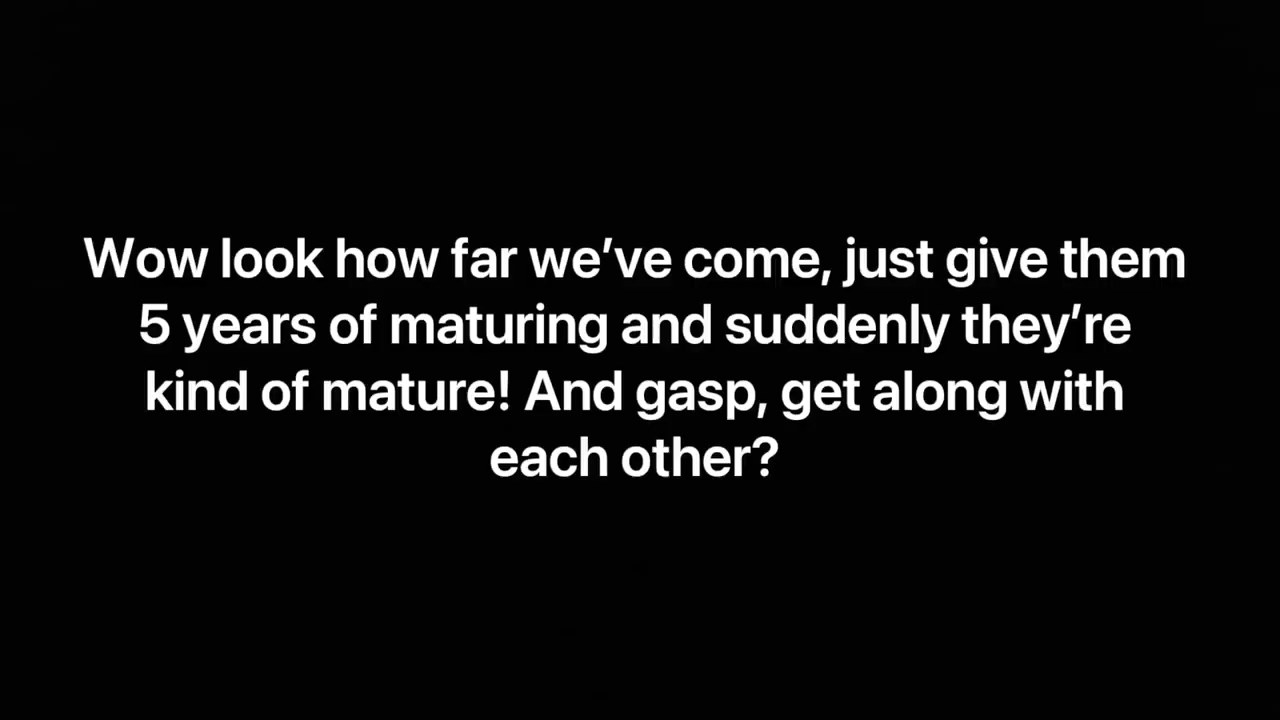 Wow look how far we’ve come, just give them
5 years of maturing and suddenly they’re
kind of mature! And gasp, get along with
each other?